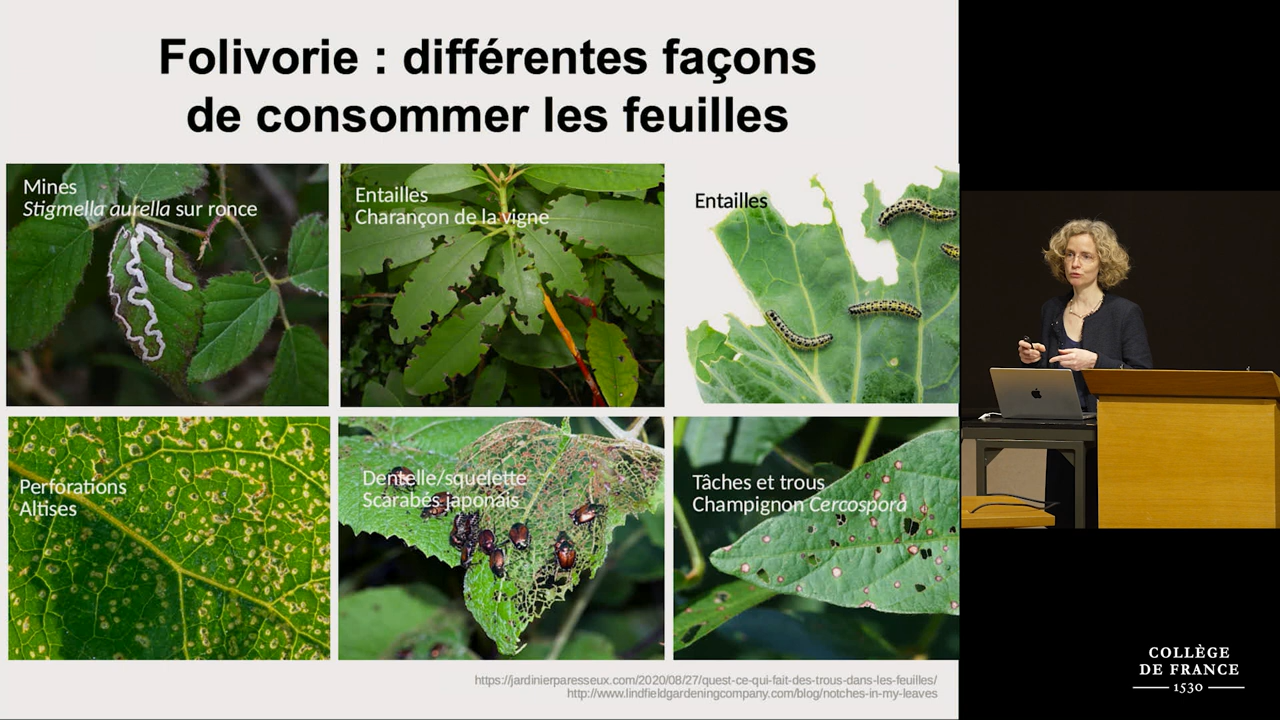 Folivorie : différentes façons
de consommer les feuilles
Mines
Stigmella aurella sur ronce
Entailles
Charançon de la vigne
Entailles
Perforations
Altises
Dentelle/squelette
Scarabés japonais
Tâches et trous
Champignon Cercospora
https://jardinierparesseux.com/2020/08/27/quest-ce-qui-fait-des-trous-dans-les-feuilles/
http://www.lindfieldgardeningcompany.com/blog/notches-in-my-leaves
COLLÈGE
DE FRANCE
1530